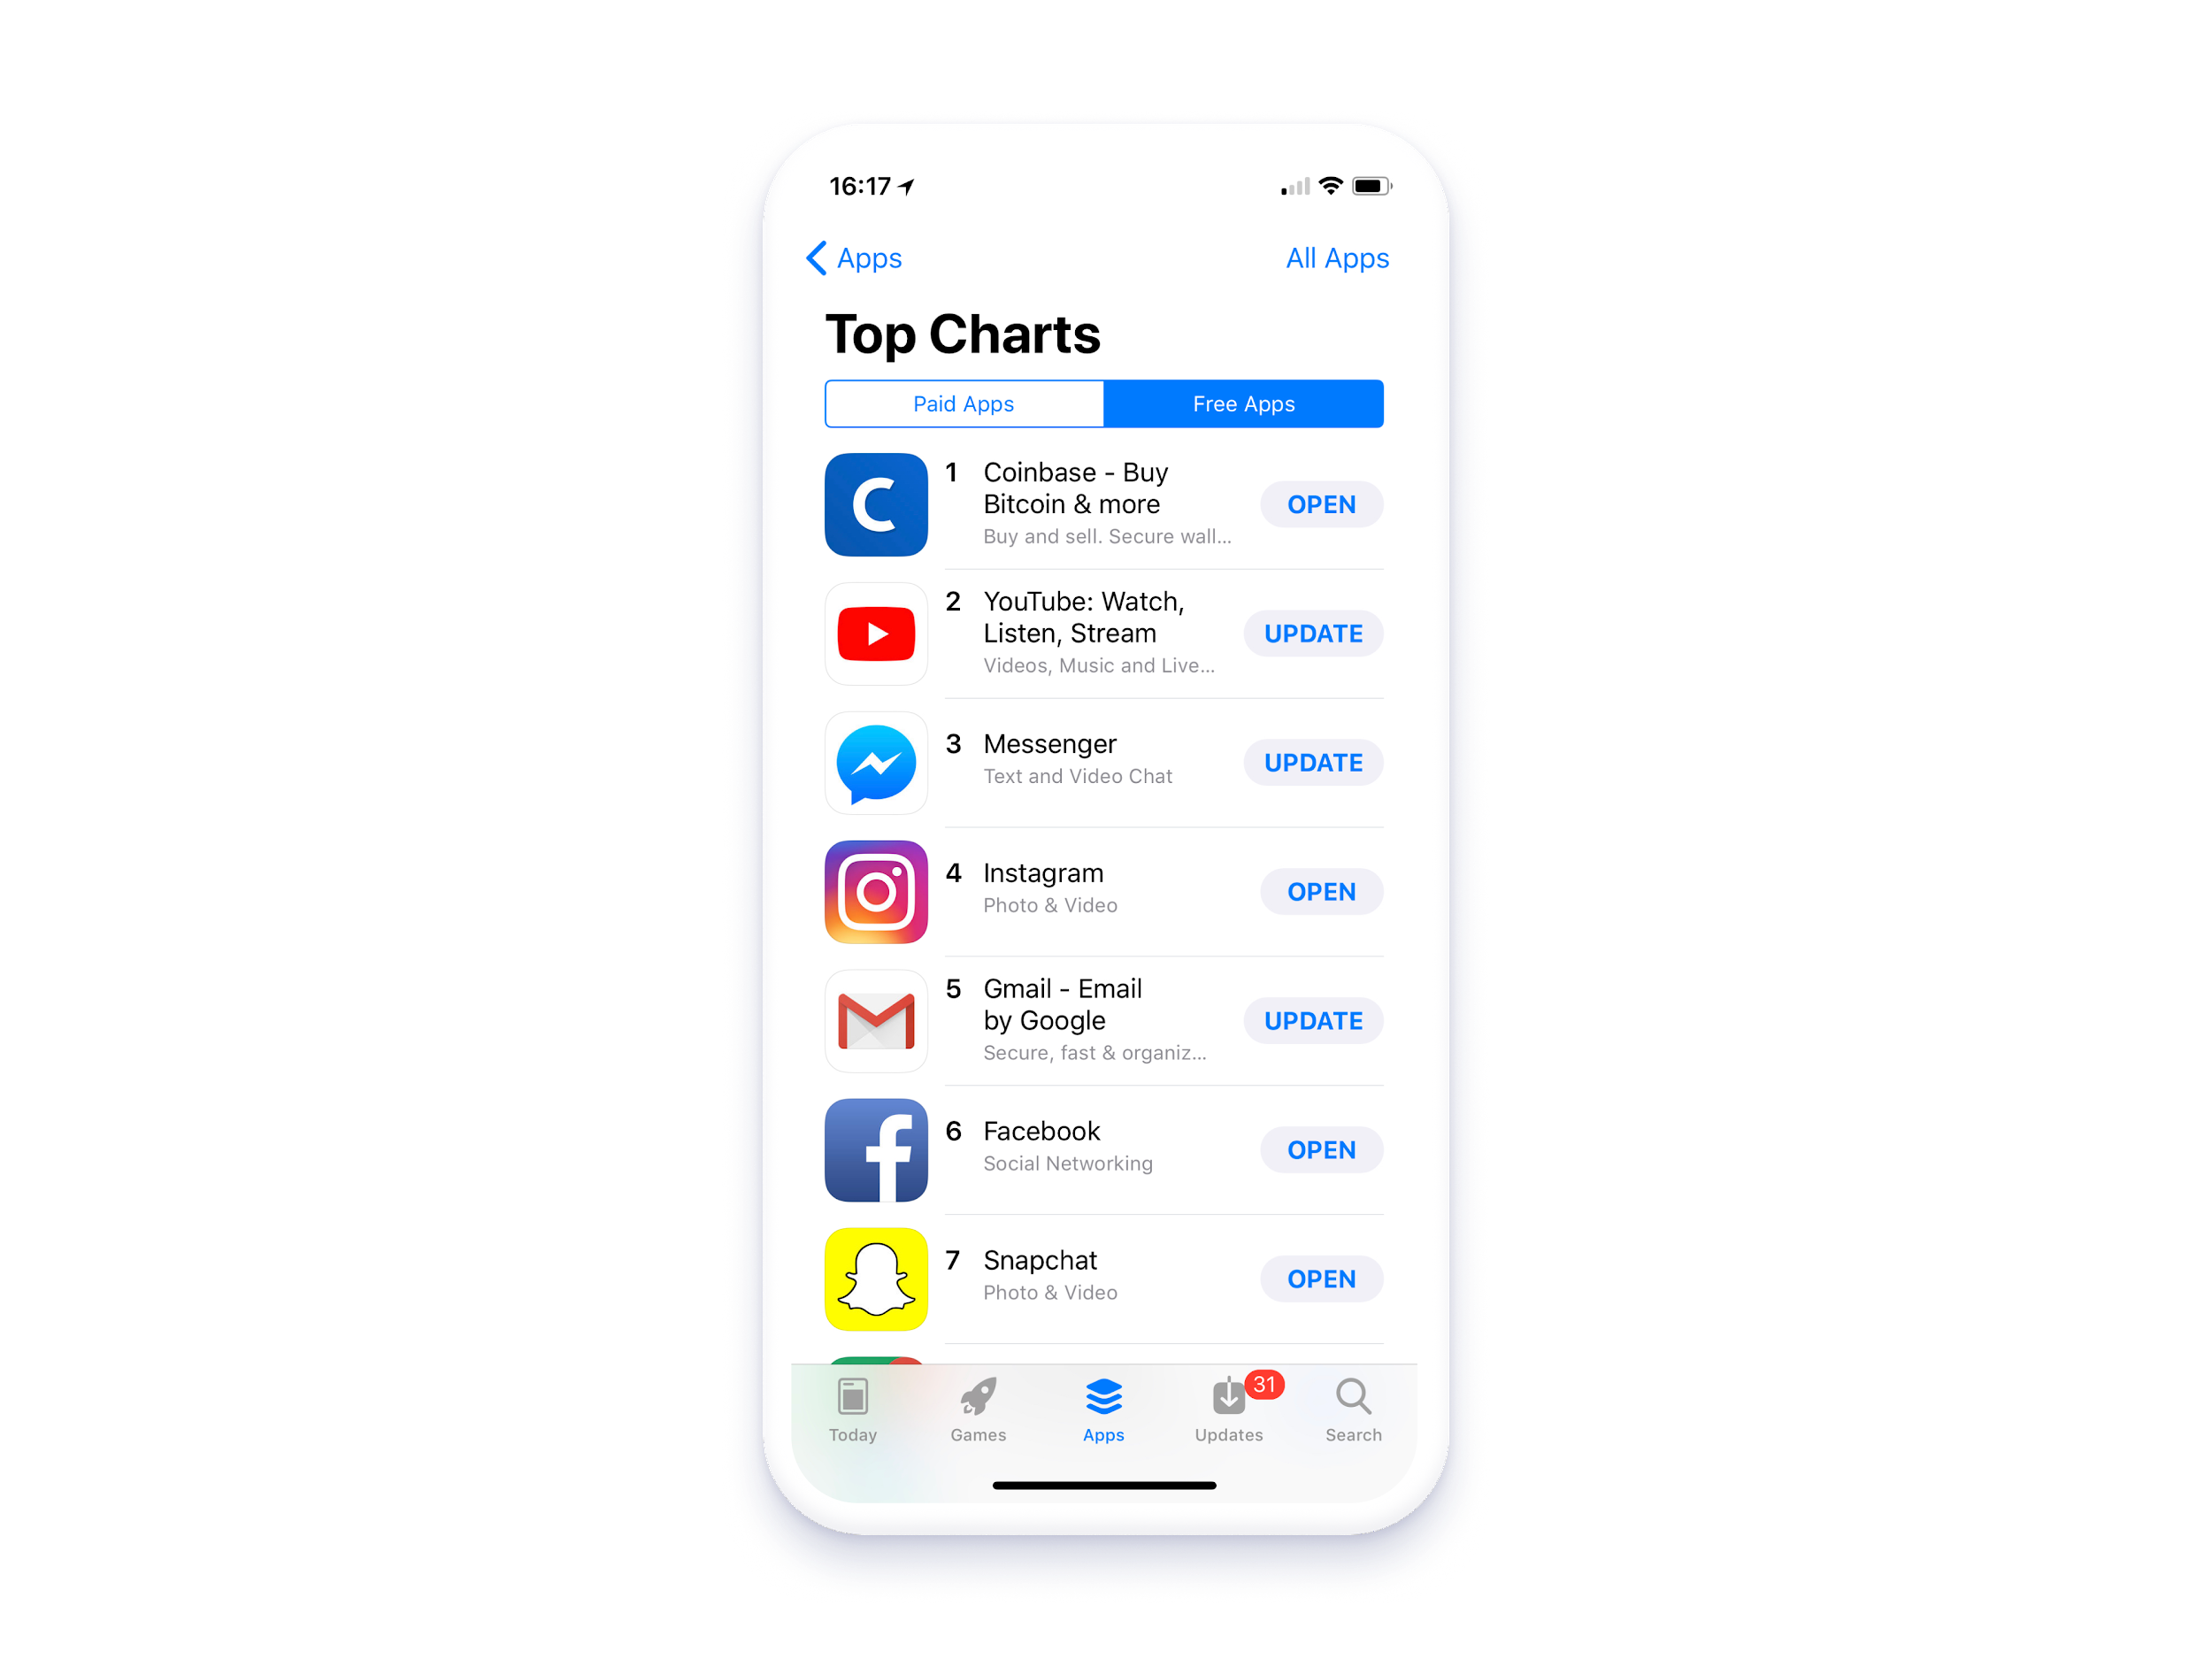 16:17
Apps
All Apps
Top Charts
Paid Apps
Free Apps
1
Coinbase - Buy
Bitcoin & more
Buy and sell. Secure wall...
OPEN
2
YouTube: Watch,
Listen, Stream
Videos, Music and Live...
UPDATE
3
Messenger
Text and Video Chat
UPDATE
4
Instagram
Photo & Video
OPEN
5
Gmail - Email
by Google
Secure, fast & organiz...
UPDATE
6
Facebook
Social Networking
OPEN
7
Snapchat
Photo & Video
OPEN
31
Today
Games
Apps
Updates
Search